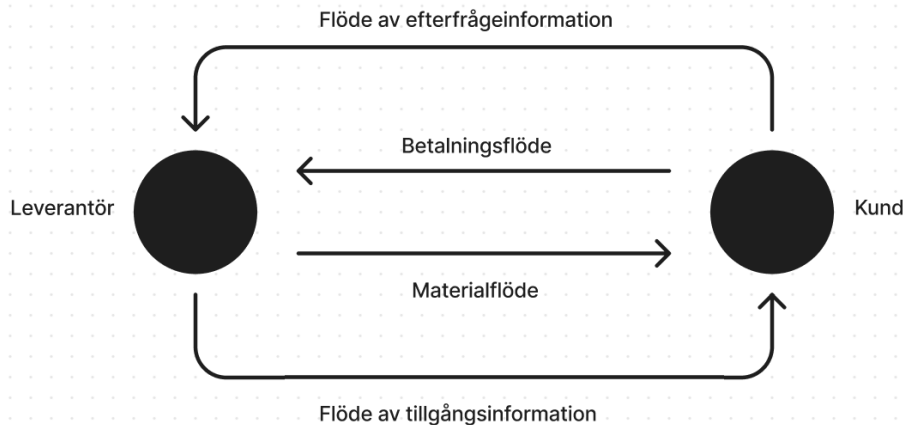 Flöde av efterfrågeinformation
Betalningsflöde
Leverantör
Kund
Materialflöde
Flöde av tillgångsinformation